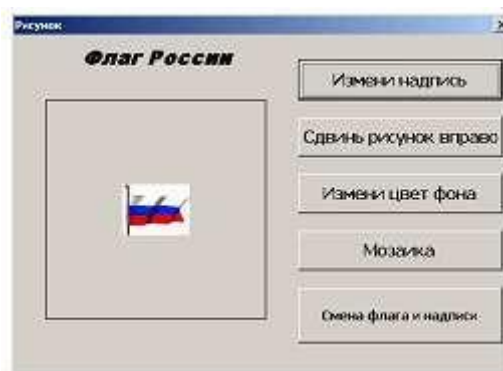 Рисунок
Флаг России
Измени надпись
Сдвинь рисунок вправо
Измени цвет фона
Мозаика
Смена флага и надписи